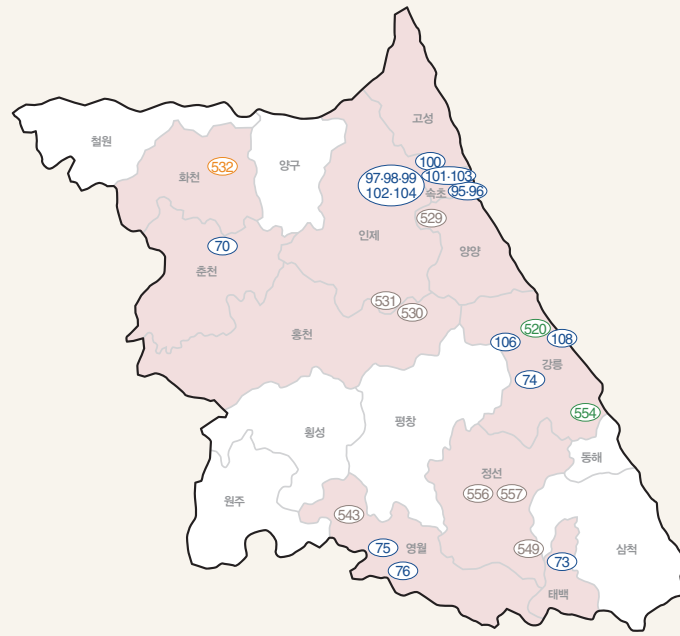 고성
철원
100
양구
532
화천
97·98·99
102·104
101·103
속초
95·96
529
인제
70
양양
춘천
531
530
520
홍천
106
108
강릉
74
554
평창
횡성
동해
정선
556
557
원주
543
75
영월
549
삼척
73
76
태백